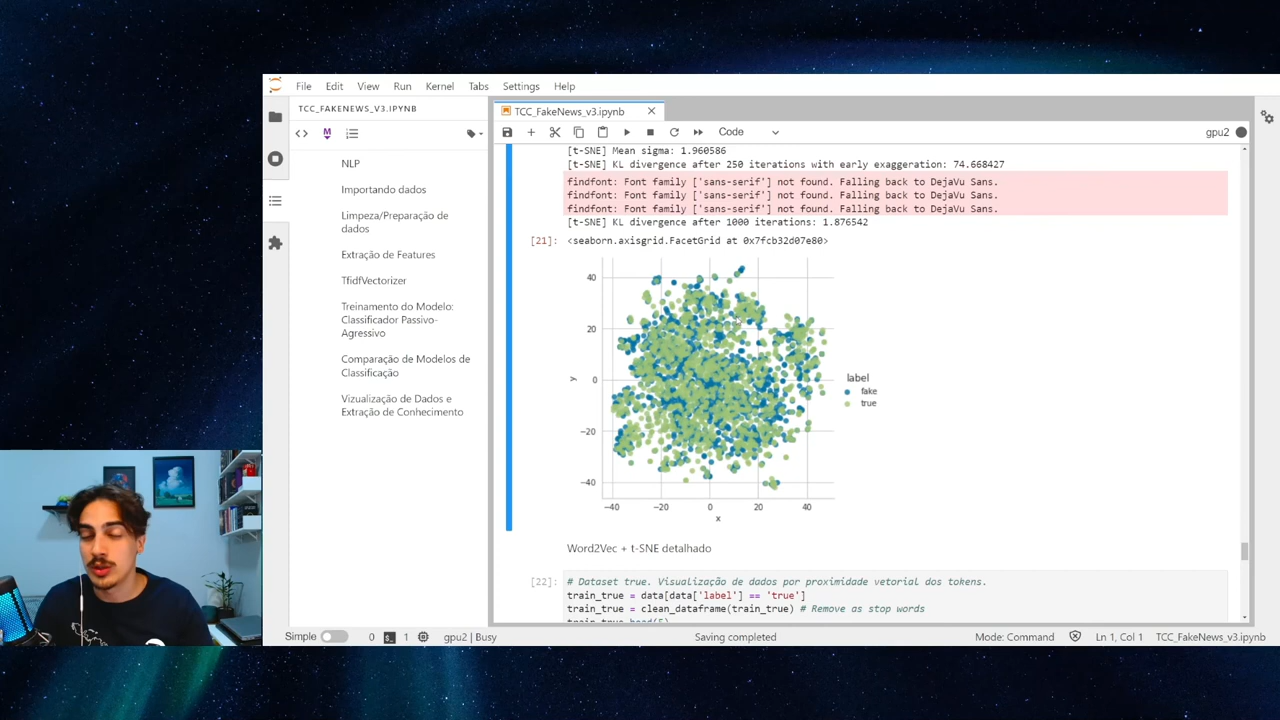 File Edit View Run Kernel Tabs Settings Help
TCC_FAKENEWS_V3.IPYNB
NLP
Importando dados
Limpeza/Preparação de
dados
Extração de Features
TfidfVectorizer
Treinamento do Modelo:
Classificador Passivo-
Agressivo
Comparação de Modelos de
Classificação
Vizualização de Dados e
Extração de Conhecimento
TCC_FakeNews_v3.ipynb
Code
gpu2
[t-SNE] Mean sigma: 1.960586
[t-SNE] KL divergence after 250 iterations with early exaggeration: 74.668427
findfont: Font family ['sans-serif'] not found. Falling back to DejaVu Sans.
findfont: Font family ['sans-serif'] not found. Falling back to DejaVu Sans.
findfont: Font family ['sans-serif'] not found. Falling back to DejaVu Sans.
[t-SNE] KL divergence after 1000 iterations: 1.876542
[21]: <seaborn.axisgrid.FacetGrid at 0x7fcb32d07e80>
40
20
0
−20
−40
y
−40 −20 0 20 40
x
label
fake
true
Word2Vec + t-SNE detalhado
[22]: # Dataset true. Visualização de dados por proximidade vetorial dos tokens.
train_true = data[data['label'] == 'true']
train_true = clean_dataframe(train_true) # Remove as stop words
train_true.head(5)
Simple 0 1 gpu2 | Busy Saving completed Mode: Command Ln 1, Col 1 TCC_FakeNews_v3.ipynb